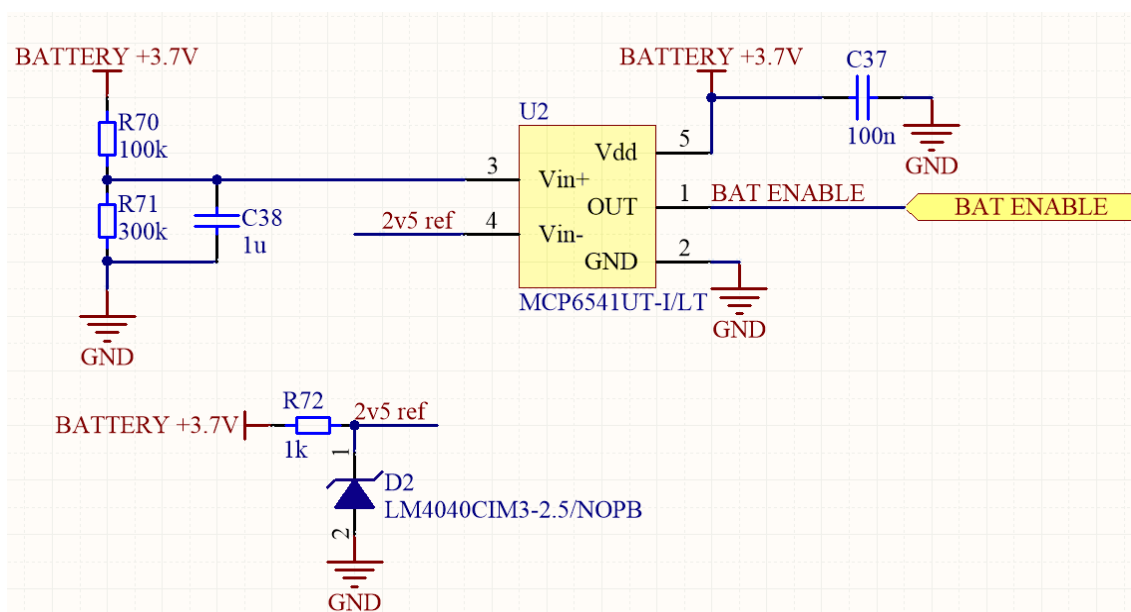 BATTERY +3.7V
R70
100k
R71
300k
C38
1u
GND
2v5 ref
3
4
U2
Vin+
Vin-
Vdd
OUT
GND
MCP6541UT-I/LT
5
1
2
BATTERY +3.7V
C37
100n
GND
BAT ENABLE
BAT ENABLE
GND
BATTERY +3.7V
R72
1k
2v5 ref
1
D2
LM4040CIM3-2.5/NOPB
2
GND